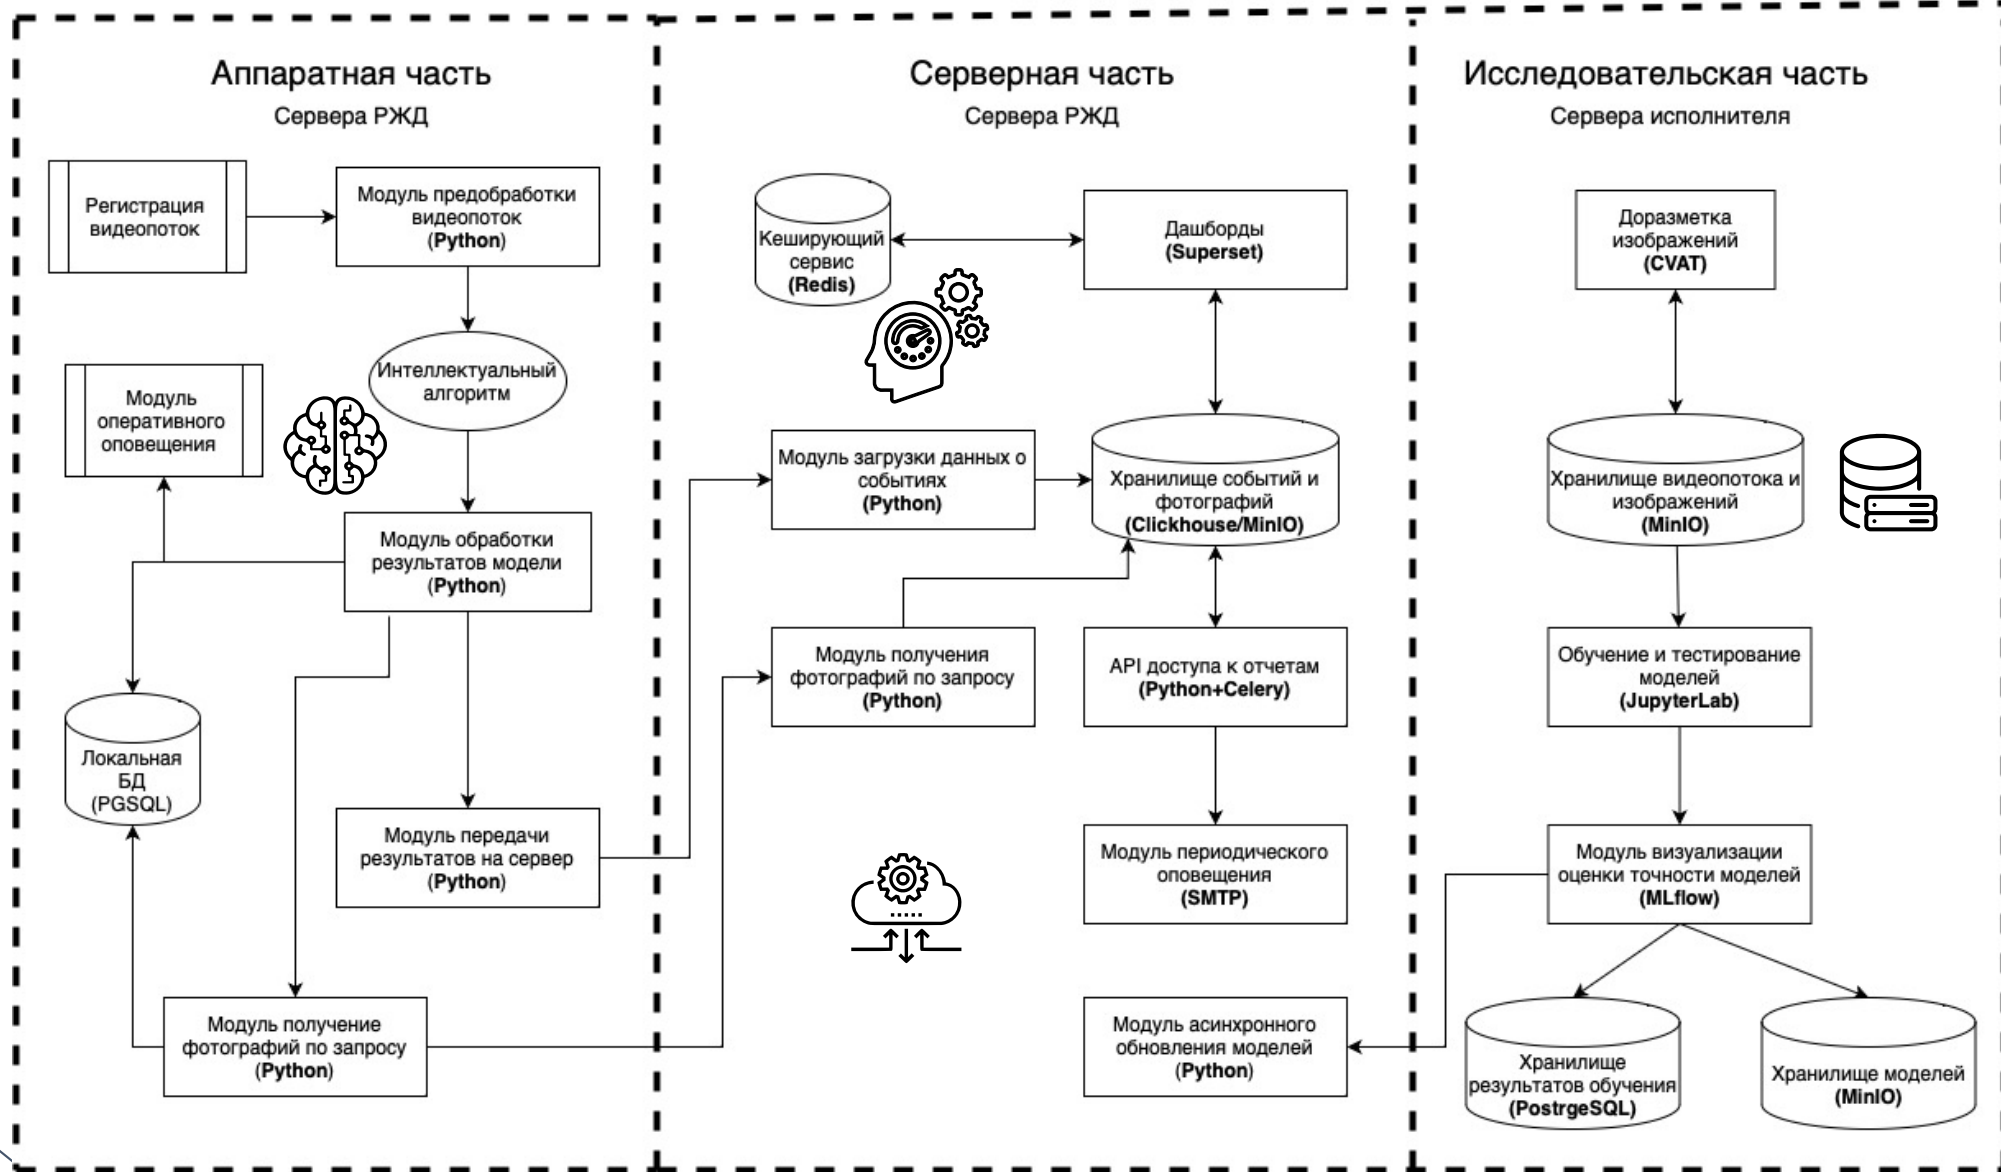 Аппаратная часть
Сервера РЖД
Регистрация
видеопоток
Модуль предобработки
видеопоток
(Python)
Интеллектуальный
алгоритм
Модуль
оперативного
оповещения
Модуль обработки
результатов модели
(Python)
Локальная
БД
(PGSQL)
Модуль передачи
результатов на сервер
(Python)
Модуль получение
фотографий по запросу
(Python)
Серверная часть
Сервера РЖД
Кеширующий
сервис
(Redis)
Дашборды
(Superset)
Модуль загрузки данных о
событиях
(Python)
Хранилище событий и
фотографий
(Clickhouse/MinIO)
Модуль получения
фотографий по запросу
(Python)
API доступа к отчетам
(Python+Celery)
Модуль периодического
оповещения
(SMTP)
Модуль асинхронного
обновления моделей
(Python)
Исследовательская часть
Сервера исполнителя
Доразметка
изображений
(CVAT)
Хранилище видеопотока и
изображений
(MinIO)
Обучение и тестирование
моделей
(JupyterLab)
Модуль визуализации
оценки точности моделей
(MLflow)
Хранилище
результатов обучения
(PostrgeSQL)
Хранилище моделей
(MinIO)